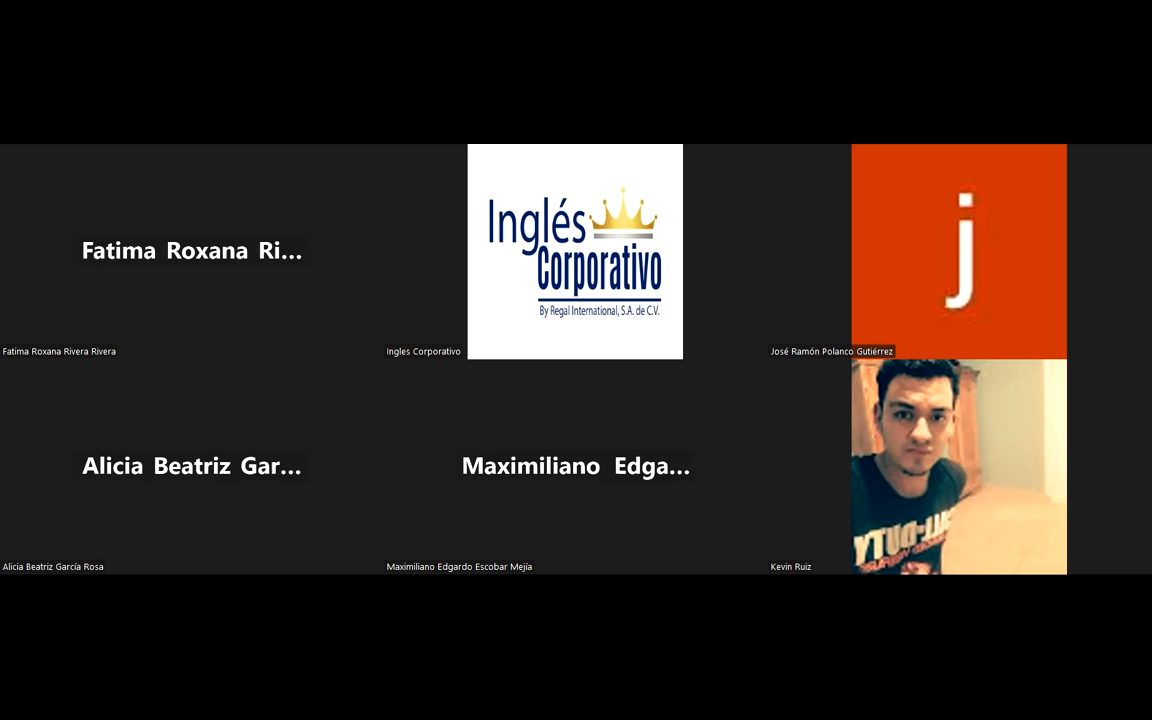 Fatima Roxana Ri...
Fatima Roxana Rivera Rivera
Inglés
Corporativo
By Regal International, S.A. de C.V.
Ingles Corporativo
j
José Ramón Polanco Gutiérrez
Alicia Beatriz Gar...
Alicia Beatriz García Rosa
Maximiliano Edga...
Maximiliano Edgardo Escobar Mejía
Kevin Ruiz